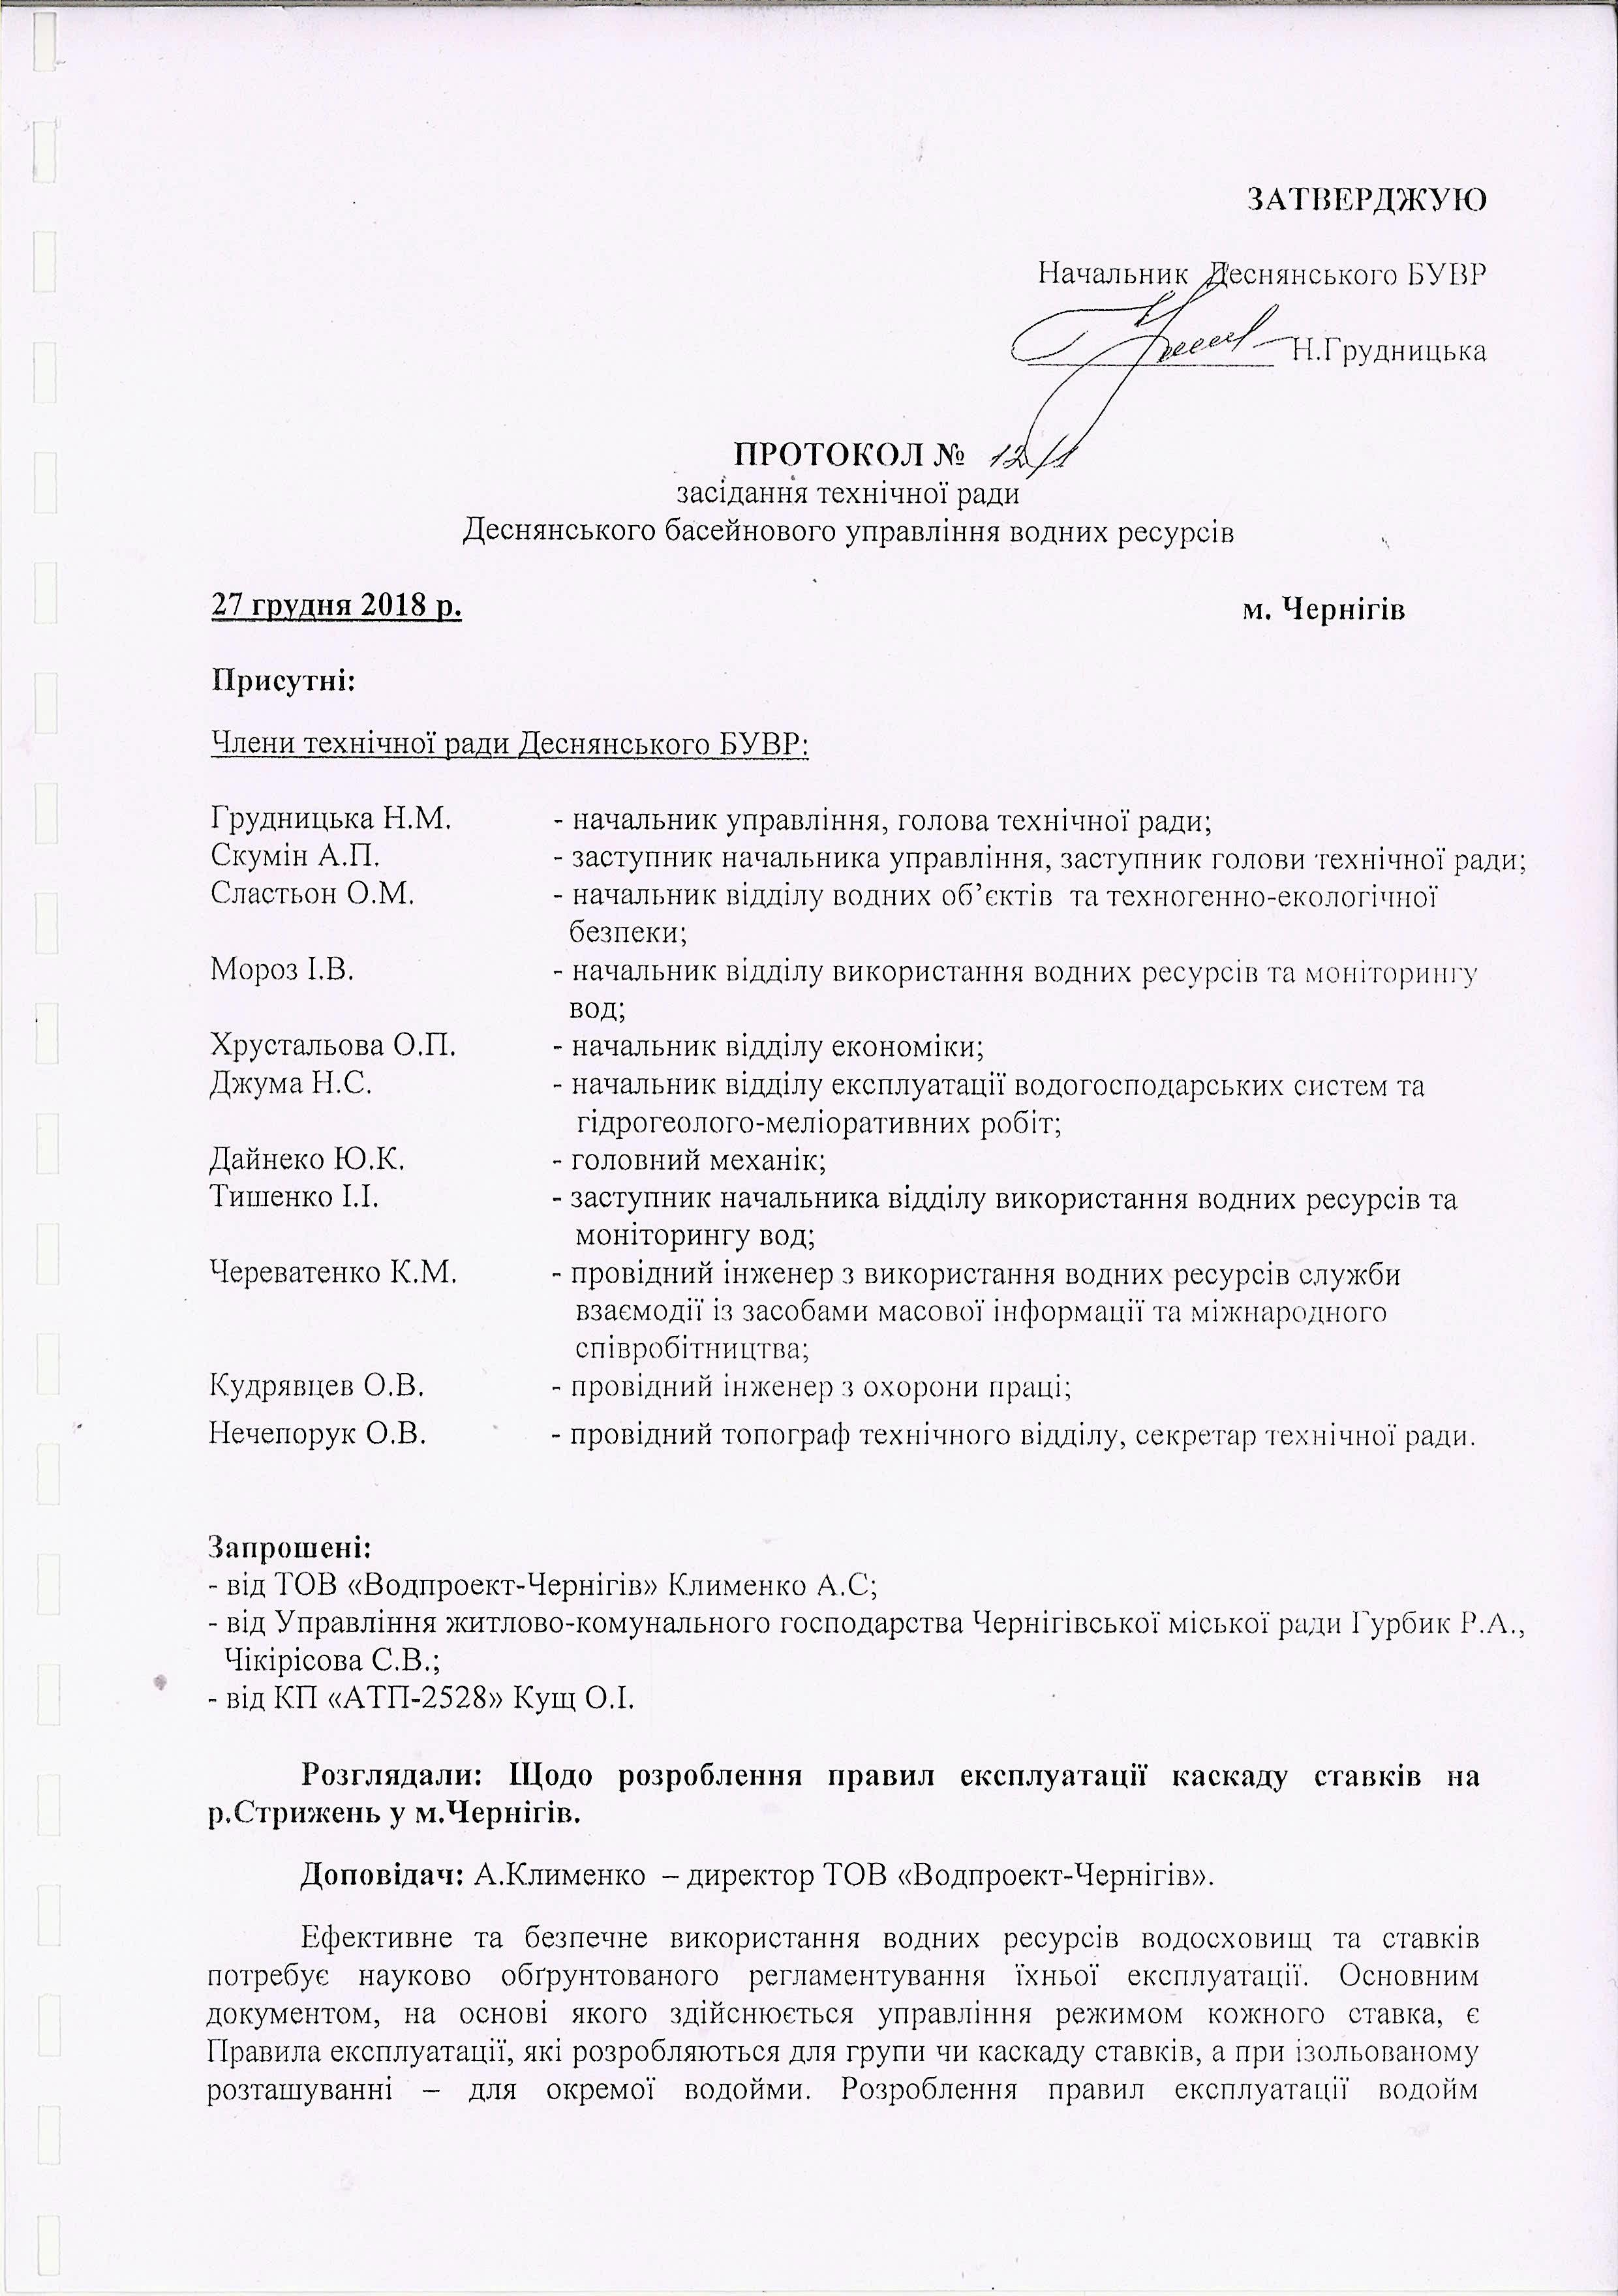 ЗАТВЕРДЖУЮ
Начальник Деснянського БУВР
Н.Грудницька
ПРОТОКОЛ № 12/1
засідання технічної ради
Деснянського басейнового управління водних ресурсів
27 грудня 2018 р. м. Чернігів
Присутні:
Члени технічної ради Деснянського БУВР:
Грудницька Н.М. - начальник управління, голова технічної ради;
Скумін А.П. - заступник начальника управління, заступник голови технічної ради;
Сластьон О.М. - начальник відділу водних об’єктів та техногенно-екологічної
безпеки;
Мороз І.В. - начальник відділу використання водних ресурсів та моніторингу
вод;
Хрустальова О.П. - начальник відділу економіки;
Джума Н.С. - начальник відділу експлуатації водогосподарських систем та
гідрогеолого-меліоративних робіт;
Дайнеко Ю.К. - головний механік;
Тишенко І.І. - заступник начальника відділу використання водних ресурсів та
моніторингу вод;
Череватенко К.М. - провідний інженер з використання водних ресурсів служби
взаємодії із засобами масової інформації та міжнародного
співробітництва;
Кудрявцев О.В. - провідний інженер з охорони праці;
Нечепорук О.В. - провідний топограф технічного відділу, секретар технічної ради.
Запрошені:
- від ТОВ «Водпроект-Чернігів» Клименко А.С;
- від Управління житлово-комунального господарства Чернігівської міської ради Гурбик Р.А.,
Чікірісова С.В.;
- від КП «АТП-2528» Кущ О.І.
Розглядали: Щодо розроблення правил експлуатації каскаду ставків на
р.Стрижень у м.Чернігів.
Доповідач: А.Клименко – директор ТОВ «Водпроект-Чернігів».
Ефективне та безпечне використання водних ресурсів водосховищ та ставків
потребує науково обґрунтованого регламентування їхньої експлуатації. Основним
документом, на основі якого здійснюється управління режимом кожного ставка, є
Правила експлуатації, які розробляються для групи чи каскаду ставків, а при ізольованому
розташуванні – для окремої водойми. Розроблення правил експлуатації водойм